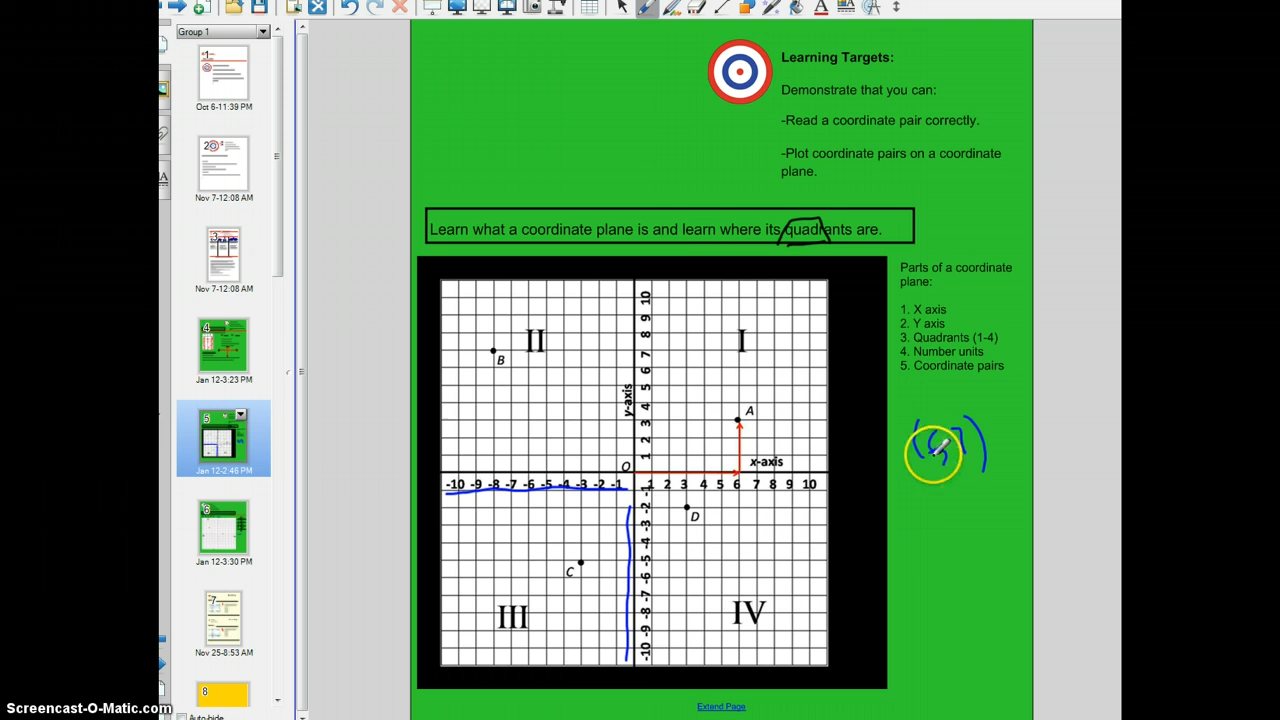 Group 1
1
Oct 6-11:39 PM
2
Nov 7-12:08 AM
3
Nov 7-12:08 AM
4
Jan 12-3:23 PM
5
Jan 12-2:46 PM
6
Jan 12-3:30 PM
7
Nov 25-8:53 AM
8
Auto-hide
Learning Targets:
Demonstrate that you can:
-Read a coordinate pair correctly.
-Plot coordinate pairs on a coordinate
plane.
Learn what a coordinate plane is and learn where its quadrants are.
Parts of a coordinate
plane:
1. X axis
2. Y axis
3. Quadrants (1-4)
4. Number units
5. Coordinate pairs
II
I
B
A
y-axis
10
9
8
7
6
5
4
3
2
1
O
x-axis
-10 -9 -8 -7 -6 -5 -4 -3 -2 -1 1 2 3 4 5 6 7 8 9 10
-1
-2
-3
-4
-5
-6
-7
-8
-9
-10
D
C
III
IV
Extend Page
Screencast-O-Matic.com